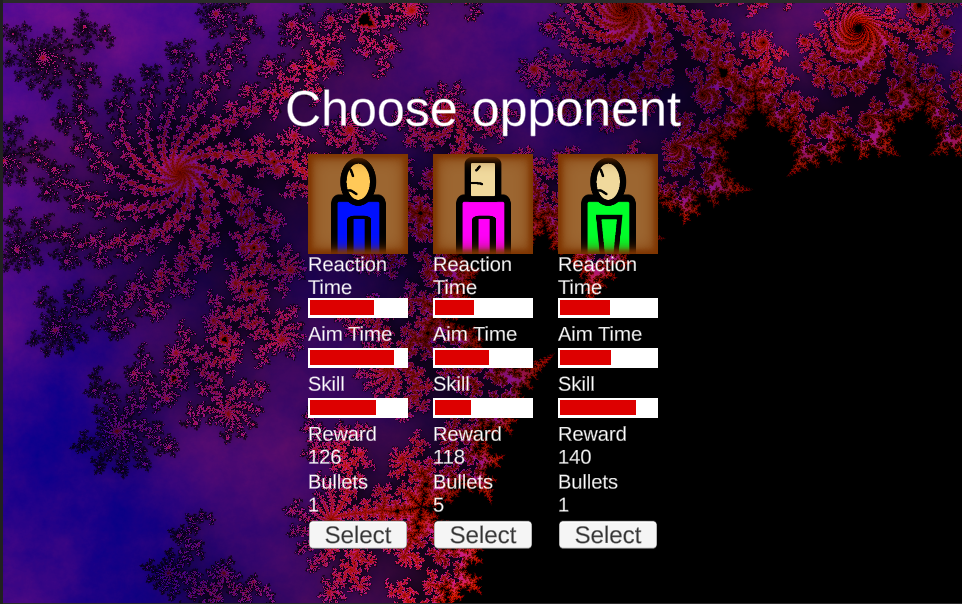 Choose opponent
Reaction
Time
Aim Time
Skill
Reward
126
Bullets
1
Select
Reaction
Time
Aim Time
Skill
Reward
118
Bullets
5
Select
Reaction
Time
Aim Time
Skill
Reward
140
Bullets
1
Select